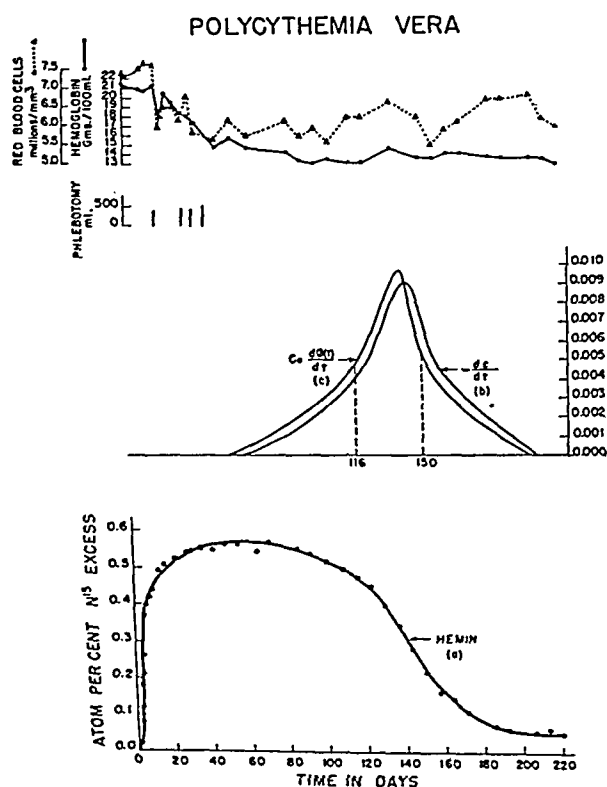 POLYCYTHEMIA VERA
RED BLOOD CELLS
millions/mm³
7.5
7.0
6.5
6.0
5.5
5.0
HEMOGLOBIN
Gms./100mL
22
21
20
19
18
17
16
15
14
13
PHLEBOTOMY
ml.
500
0
0.010
0.009
0.008
0.007
0.006
0.005
0.004
0.003
0.002
0.001
0.000
(c)
-dc/dτ
(b)
116
150
ATOM PER CENT N¹⁵ EXCESS
0.6
0.5
0.4
0.3
0.2
0.1
0.0
HEMIN
(a)
0 20 40 60 80 100 120 140 160 180 200 220
TIME IN DAYS